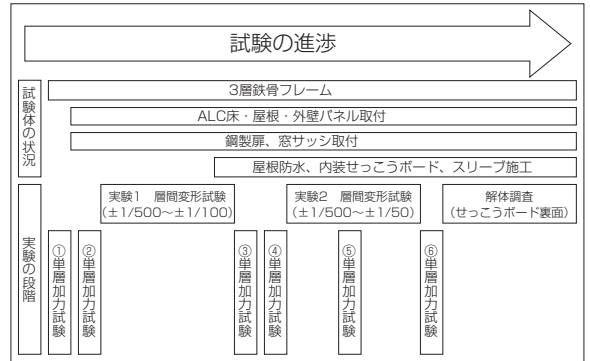 試験の進捗
試験体の状況
3層鉄骨フレーム
ALC床・屋根・外壁パネル取付
鋼製扉、窓サッシ取付
屋根防水、内装せっこうボード、スリーブ施工
実験の段階
実験1 層間変形試験
(±1/500～±1/100)
実験2 層間変形試験
(±1/500～±1/50)
解体調査
(せっこうボード裏面)
①単層加力試験
②単層加力試験
③単層加力試験
④単層加力試験
⑤単層加力試験
⑥単層加力試験